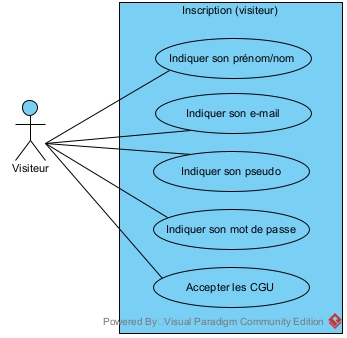 Inscription (visiteur)
Indiquer son prénom/nom
Indiquer son e-mail
Visiteur
Indiquer son pseudo
Indiquer son mot de passe
Accepter les CGU
Powered By: Visual Paradigm Community Edition